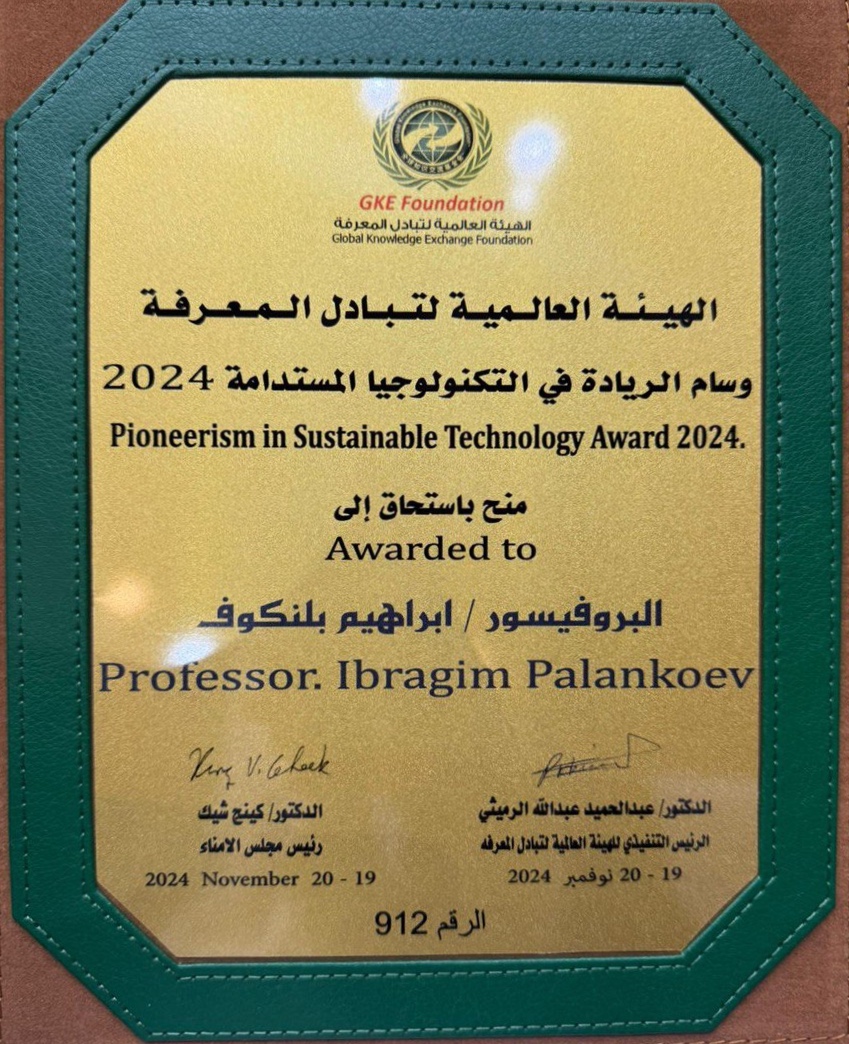 GKE Foundation
الهيئة العالمية لتبادل المعرفة
Global Knowledge Exchange Foundation
الهيئة العالمية لتبادل المعرفة
وسام الريادة في التكنولوجيا المستدامة 2024
Pioneerism in Sustainable Technology Award 2024.
منح باستحاق إلى
Awarded to
البروفيسور / ابراهيم بلنكوف
Professor. Ibragim Palankoev
King V. Cheek
الدكتور/ عبدالحميد عبدالله الرميثي
الرئيس التنفيذي للهيئة العالمية لتبادل المعرفه
19 - 20 نوفمبر 2024
الدكتور/ كينج شيك
رئيس مجلس الامناء
2024 November 20 - 19
الرقم 912